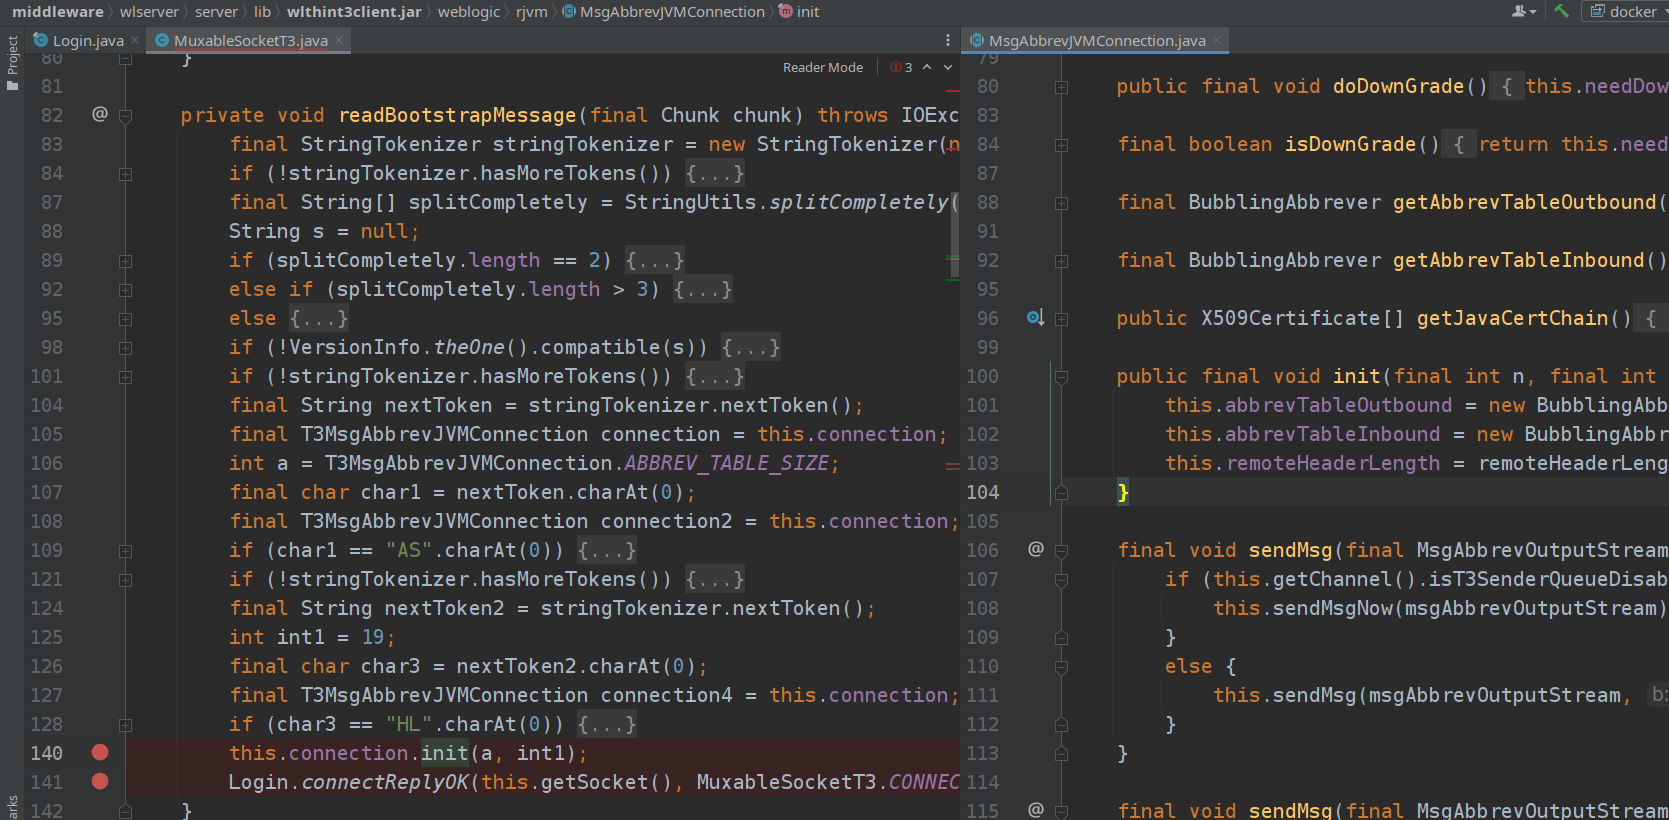 middleware › wlserver › server › lib › wlthint3client.jar › weblogic › rjvm › MsgAbbrevJVMConnection › init
docker
Project
Login.java × MuxableSocketT3.java ×
Reader Mode 3
80 }
81
82 @ private void readBootstrapMessage(final Chunk chunk) throws IOExc
83 final StringTokenizer stringTokenizer = new StringTokenizer(n
84 if (!stringTokenizer.hasMoreTokens()) {...}
87 final String[] splitCompletely = StringUtils.splitCompletely(
88 String s = null;
89 if (splitCompletely.length == 2) {...}
92 else if (splitCompletely.length > 3) {...}
95 else {...}
98 if (!VersionInfo.theOne().compatible(s)) {...}
101 if (!stringTokenizer.hasMoreTokens()) {...}
104 final String nextToken = stringTokenizer.nextToken();
105 final T3MsgAbbrevJVMConnection connection = this.connection;
106 int a = T3MsgAbbrevJVMConnection.ABBREV_TABLE_SIZE;
107 final char char1 = nextToken.charAt(0);
108 final T3MsgAbbrevJVMConnection connection2 = this.connection;
109 if (char1 == "AS".charAt(0)) {...}
121 if (!stringTokenizer.hasMoreTokens()) {...}
124 final String nextToken2 = stringTokenizer.nextToken();
125 int int1 = 19;
126 final char char3 = nextToken2.charAt(0);
127 final T3MsgAbbrevJVMConnection connection4 = this.connection;
128 if (char3 == "HL".charAt(0)) {...}
140 this.connection.init(a, int1);
141 Login.connectReplyOK(this.getSocket(), MuxableSocketT3.CONNEC
142 }
arks
MsgAbbrevJVMConnection.java ×
79
80 public final void doDownGrade() { this.needDow
83
84 final boolean isDownGrade() { return this.need
87
88 final BubblingAbbrever getAbbrevTableOutbound(
91
92 final BubblingAbbrever getAbbrevTableInbound()
95
96 public X509Certificate[] getJavaCertChain() {
99
100 public final void init(final int n, final int
101 this.abbrevTableOutbound = new BubblingAbb
102 this.abbrevTableInbound = new BubblingAbbr
103 this.remoteHeaderLength = remoteHeaderLeng
104 }
105
106 @ final void sendMsg(final MsgAbbrevOutputStream
107 if (this.getChannel().isT3SenderQueueDisab
108 this.sendMsgNow(msgAbbrevOutputStream)
109 }
110 else {
111 this.sendMsg(msgAbbrevOutputStream, b:
112 }
113 }
114
115 @ final void sendMsg(final MsgAbbrevOutputStream